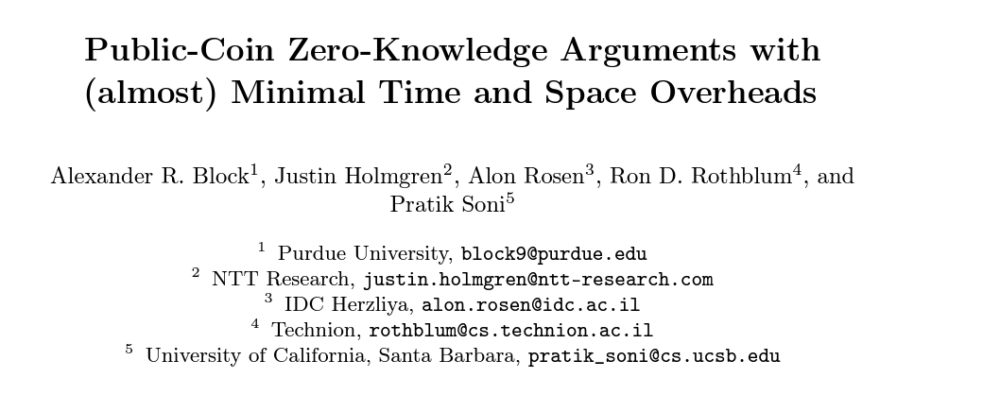 Public-Coin Zero-Knowledge Arguments with
(almost) Minimal Time and Space Overheads
Alexander R. Block1, Justin Holmgren2, Alon Rosen3, Ron D. Rothblum4, and
Pratik Soni5
1 Purdue University, block9@purdue.edu
2 NTT Research, justin.holmgren@ntt-research.com
3 IDC Herzliya, alon.rosen@idc.ac.il
4 Technion, rothblum@cs.technion.ac.il
5 University of California, Santa Barbara, pratik_soni@cs.ucsb.edu